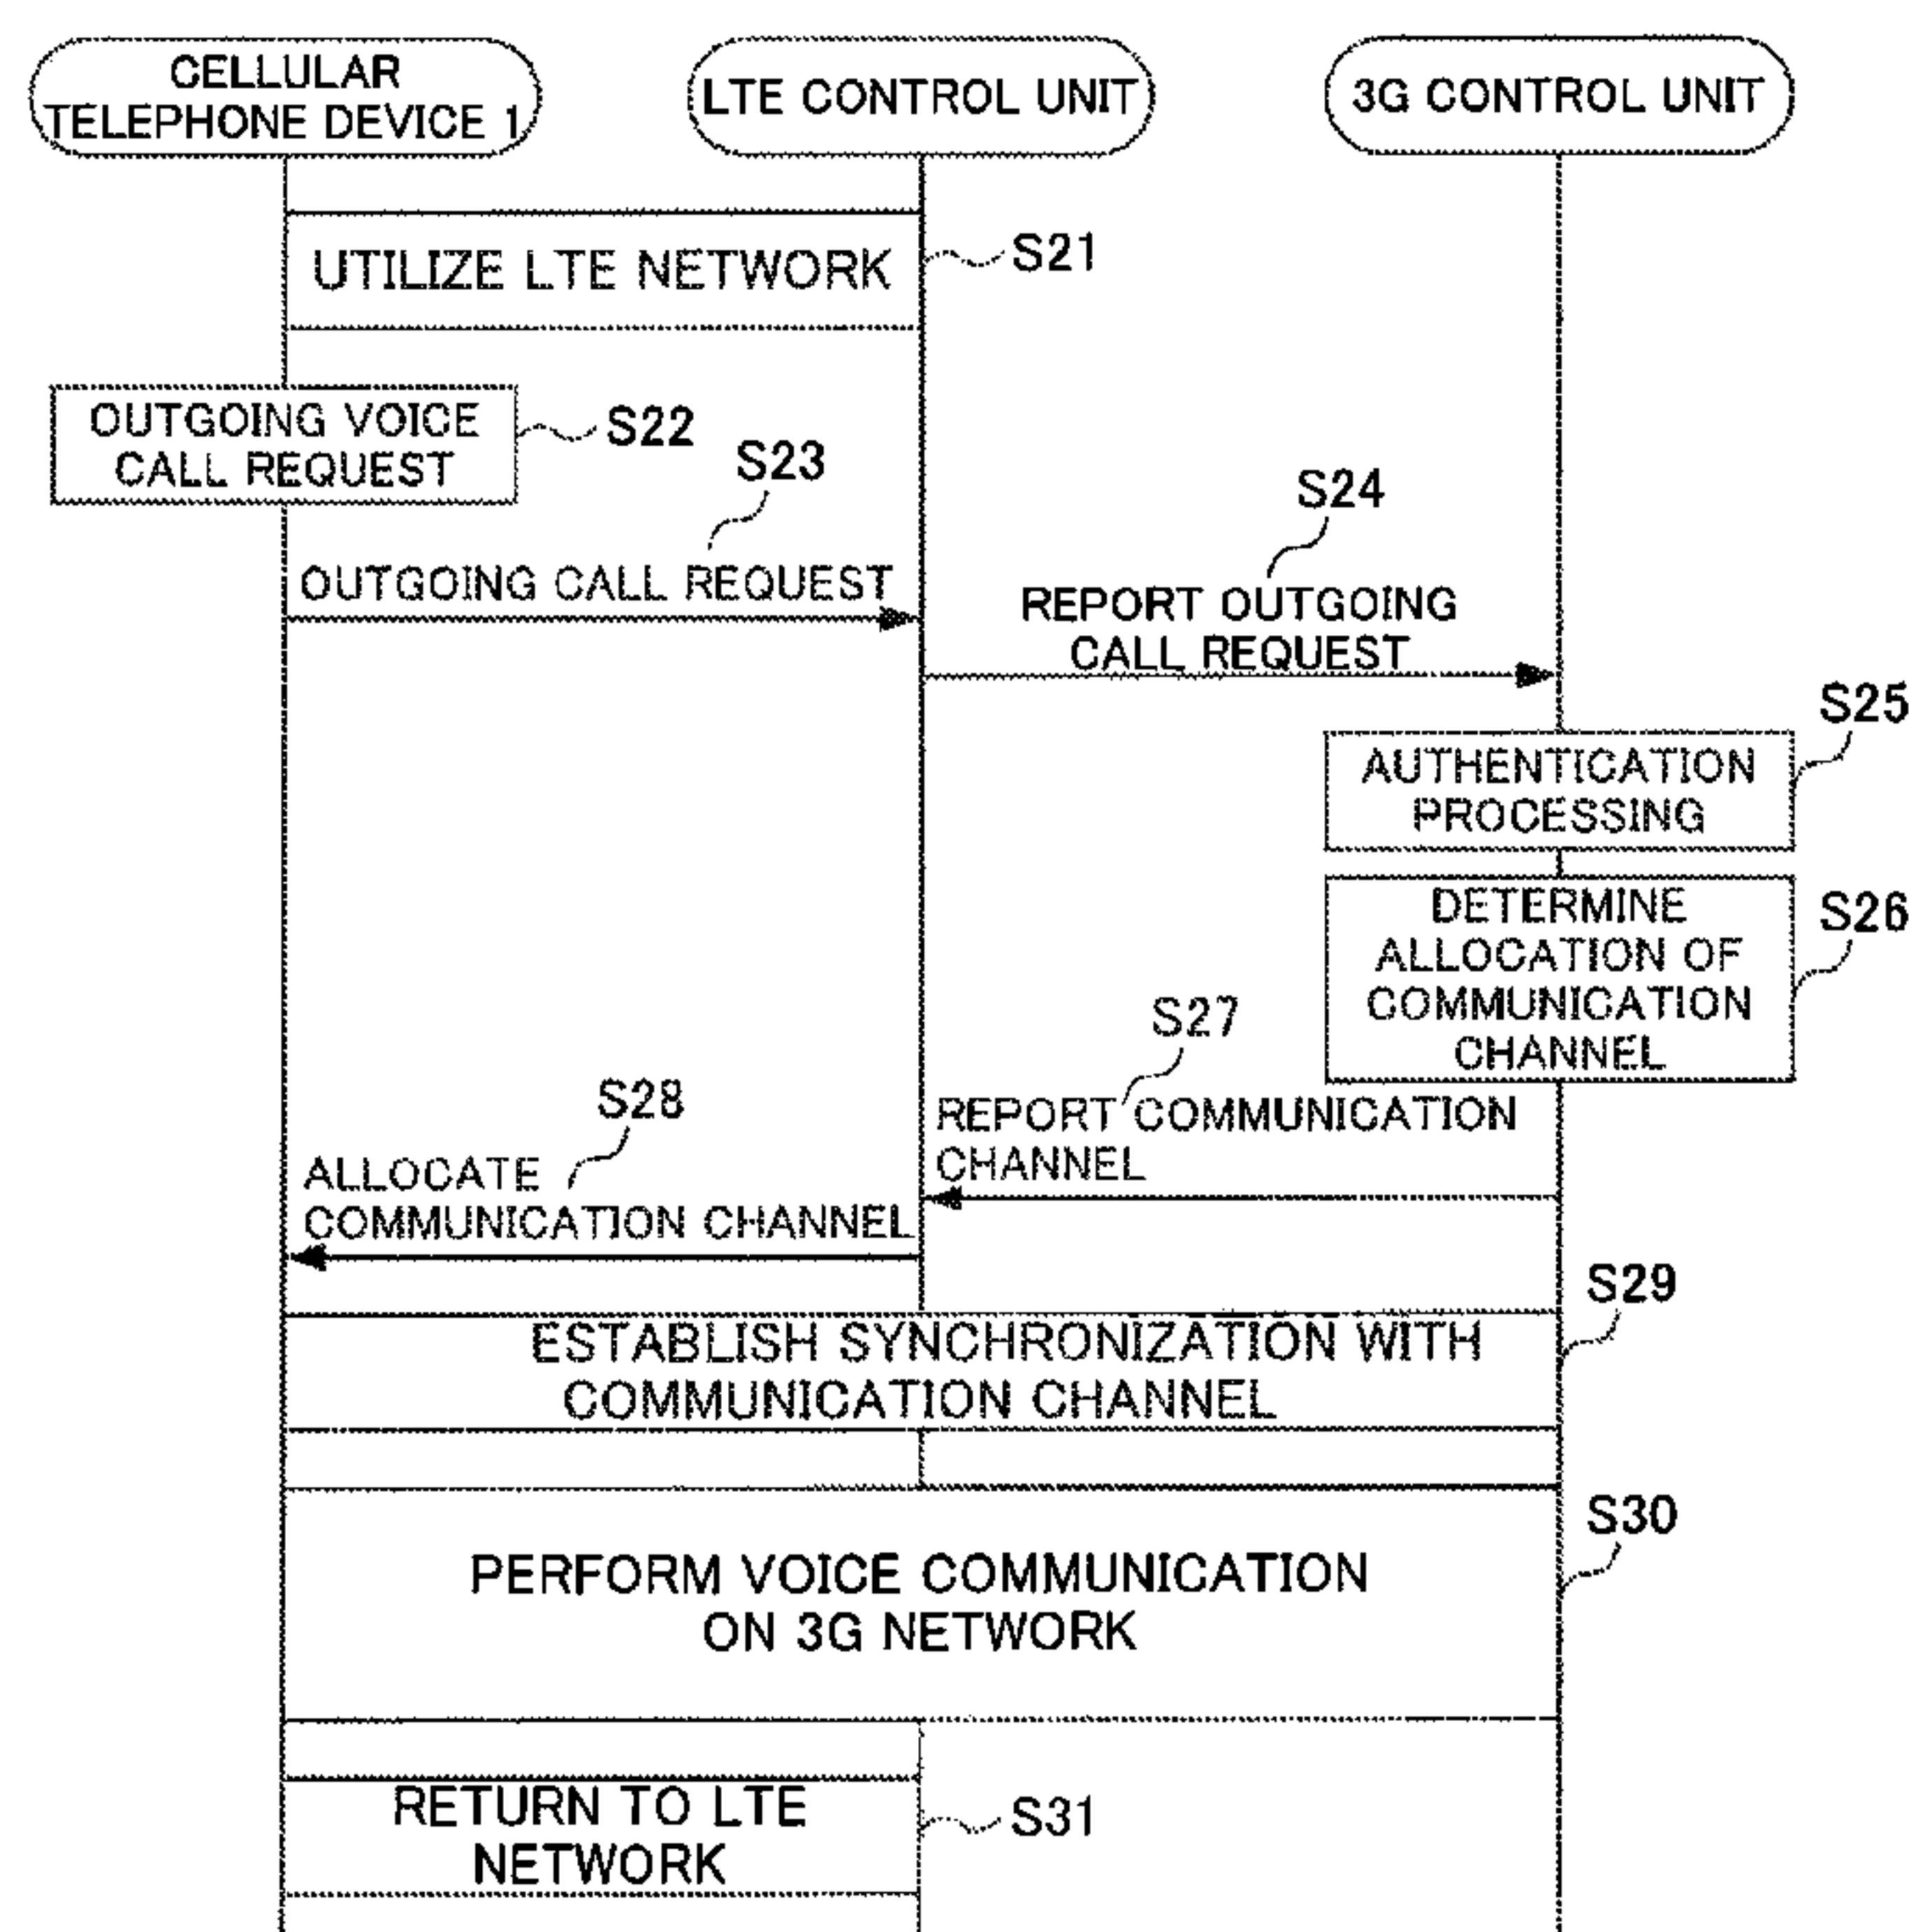 CELLULAR
TELEPHONE DEVICE 1
LTE CONTROL UNIT
3G CONTROL UNIT
UTILIZE LTE NETWORK
S21
OUTGOING VOICE
CALL REQUEST
S22
S23
OUTGOING CALL REQUEST
S24
REPORT OUTGOING
CALL REQUEST
S25
AUTHENTICATION
PROCESSING
S26
DETERMINE
ALLOCATION OF
COMMUNICATION
CHANNEL
S27
REPORT COMMUNICATION
CHANNEL
S28
ALLOCATE
COMMUNICATION CHANNEL
S29
ESTABLISH SYNCHRONIZATION WITH
COMMUNICATION CHANNEL
S30
PERFORM VOICE COMMUNICATION
ON 3G NETWORK
RETURN TO LTE
NETWORK
S31